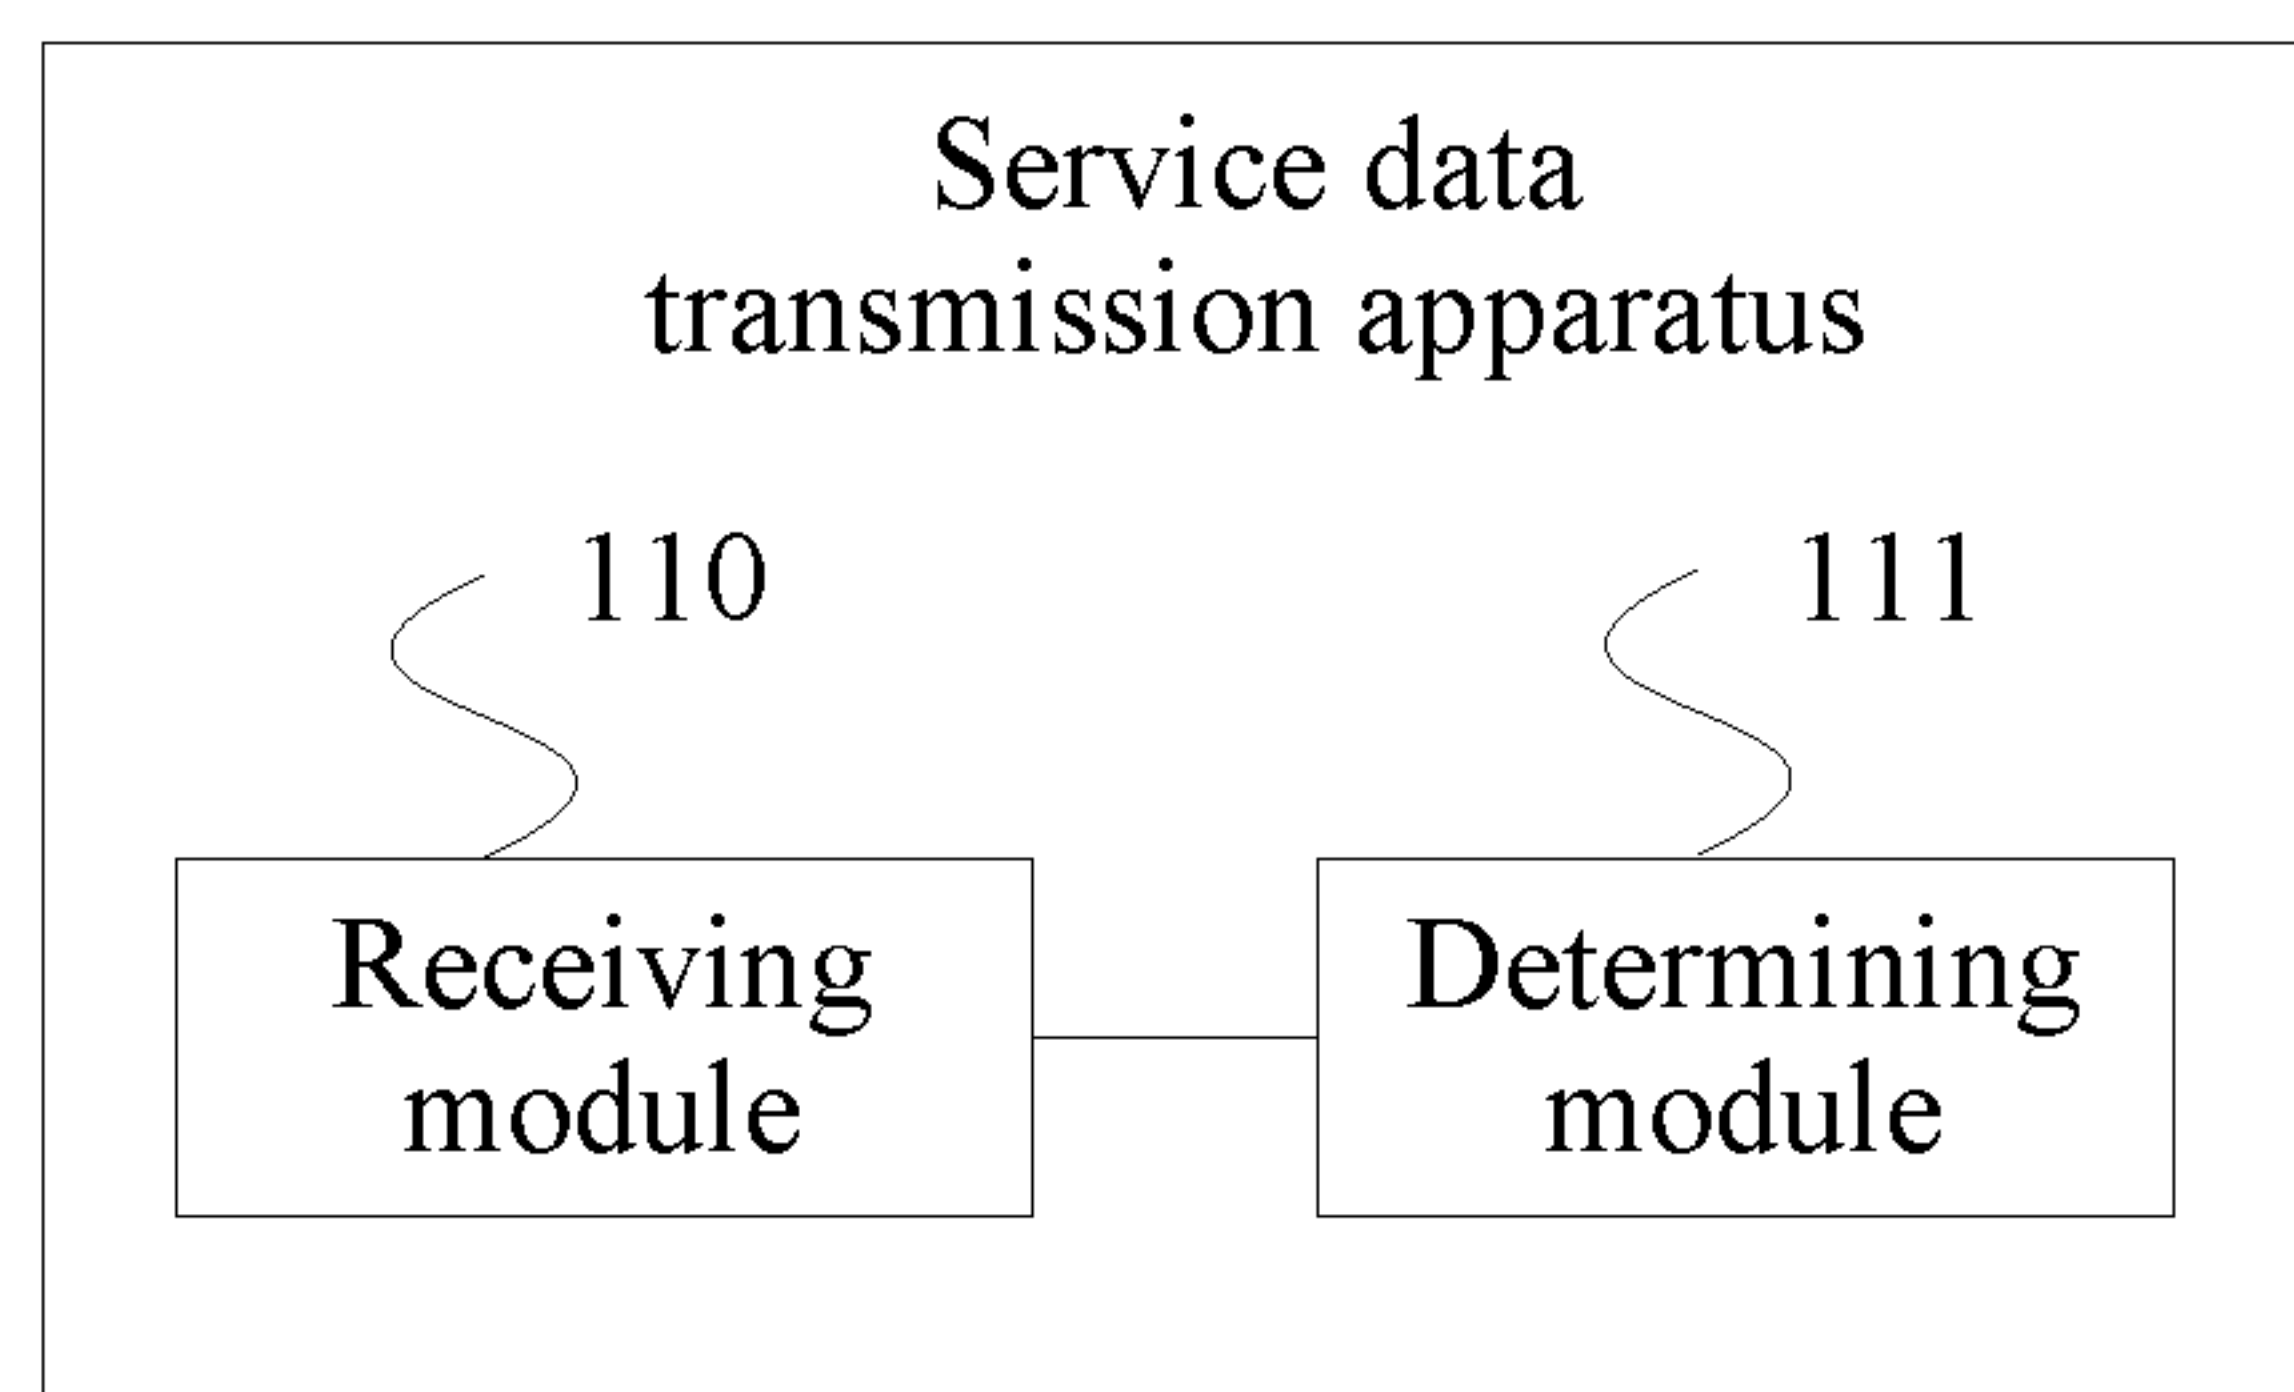 Service data
transmission apparatus
110
111
Receiving
module
Determining
module